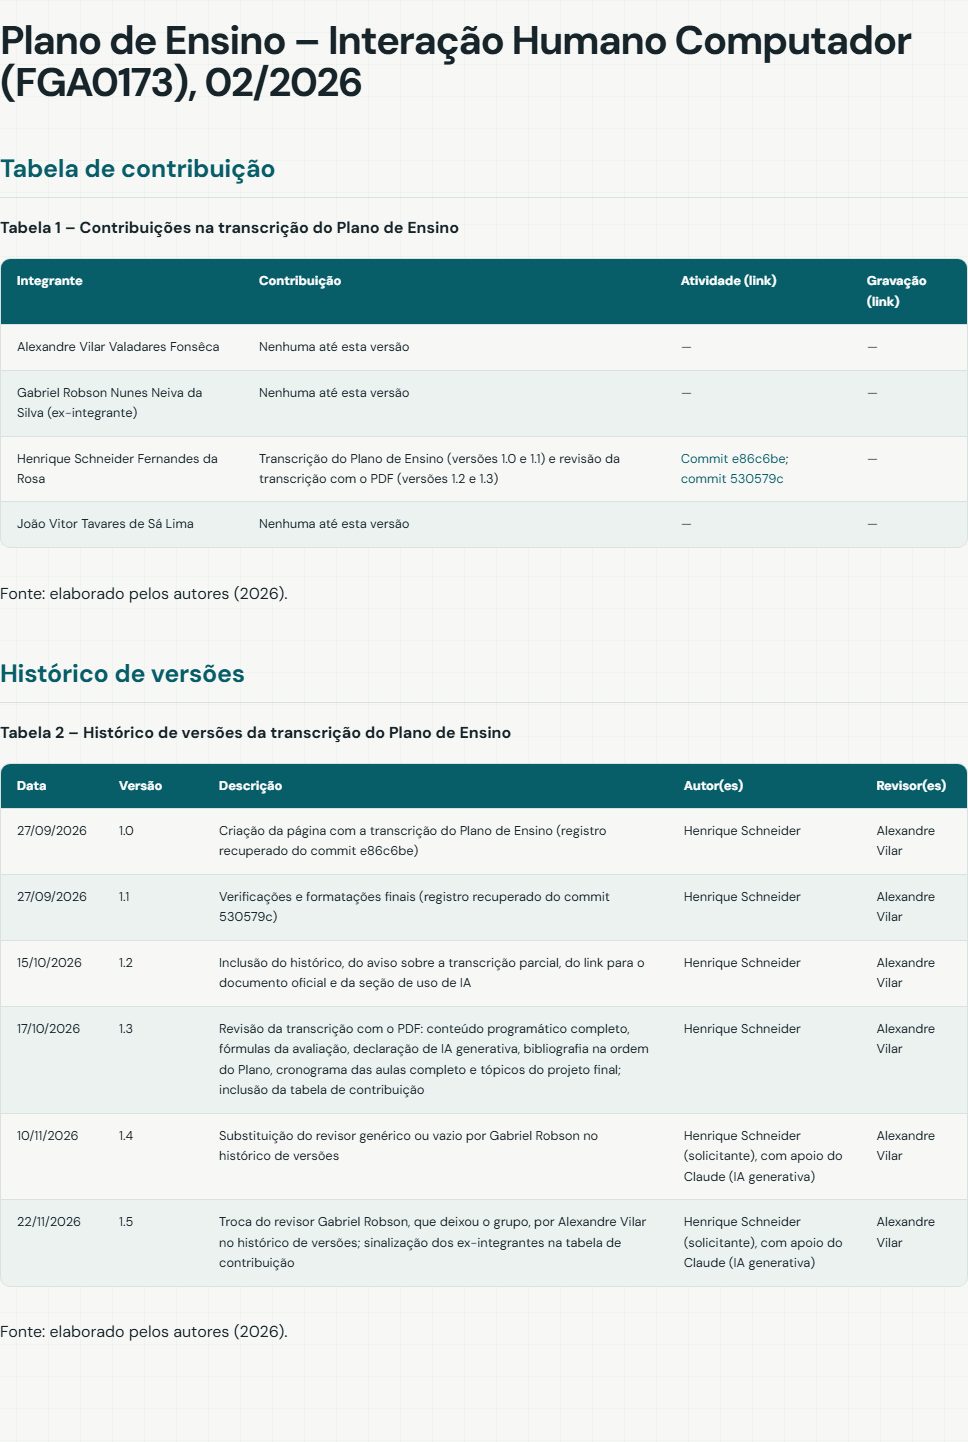 Plano de Ensino – Interação Humano Computador
(FGA0173), 02/2026
Tabela de contribuição
Tabela 1 – Contribuições na transcrição do Plano de Ensino
Integrante Contribuição Atividade (link) Gravação
(link)
Alexandre Vilar Valadares Fonsêca Nenhuma até esta versão — —
Gabriel Robson Nunes Neiva da Nenhuma até esta versão — —
Silva (ex-integrante)
Henrique Schneider Fernandes da Transcrição do Plano de Ensino (versões 1.0 e 1.1) e revisão da Commit e86c6be; —
Rosa transcrição com o PDF (versões 1.2 e 1.3) commit 530579c
João Vitor Tavares de Sá Lima Nenhuma até esta versão — —
Fonte: elaborado pelos autores (2026).
Histórico de versões
Tabela 2 – Histórico de versões da transcrição do Plano de Ensino
Data Versão Descrição Autor(es) Revisor(es)
27/09/2026 1.0 Criação da página com a transcrição do Plano de Ensino (registro Henrique Schneider Alexandre
recuperado do commit e86c6be) Vilar
27/09/2026 1.1 Verificações e formatações finais (registro recuperado do commit Henrique Schneider Alexandre
530579c) Vilar
15/10/2026 1.2 Inclusão do histórico, do aviso sobre a transcrição parcial, do link para o Henrique Schneider Alexandre
documento oficial e da seção de uso de IA Vilar
17/10/2026 1.3 Revisão da transcrição com o PDF: conteúdo programático completo, Henrique Schneider Alexandre
fórmulas da avaliação, declaração de IA generativa, bibliografia na ordem Vilar
do Plano, cronograma das aulas completo e tópicos do projeto final;
inclusão da tabela de contribuição
10/11/2026 1.4 Substituição do revisor genérico ou vazio por Gabriel Robson no Henrique Schneider Alexandre
histórico de versões (solicitante), com apoio do Vilar
Claude (IA generativa)
22/11/2026 1.5 Troca do revisor Gabriel Robson, que deixou o grupo, por Alexandre Vilar Henrique Schneider Alexandre
no histórico de versões; sinalização dos ex-integrantes na tabela de (solicitante), com apoio do Vilar
contribuição Claude (IA generativa)
Fonte: elaborado pelos autores (2026).